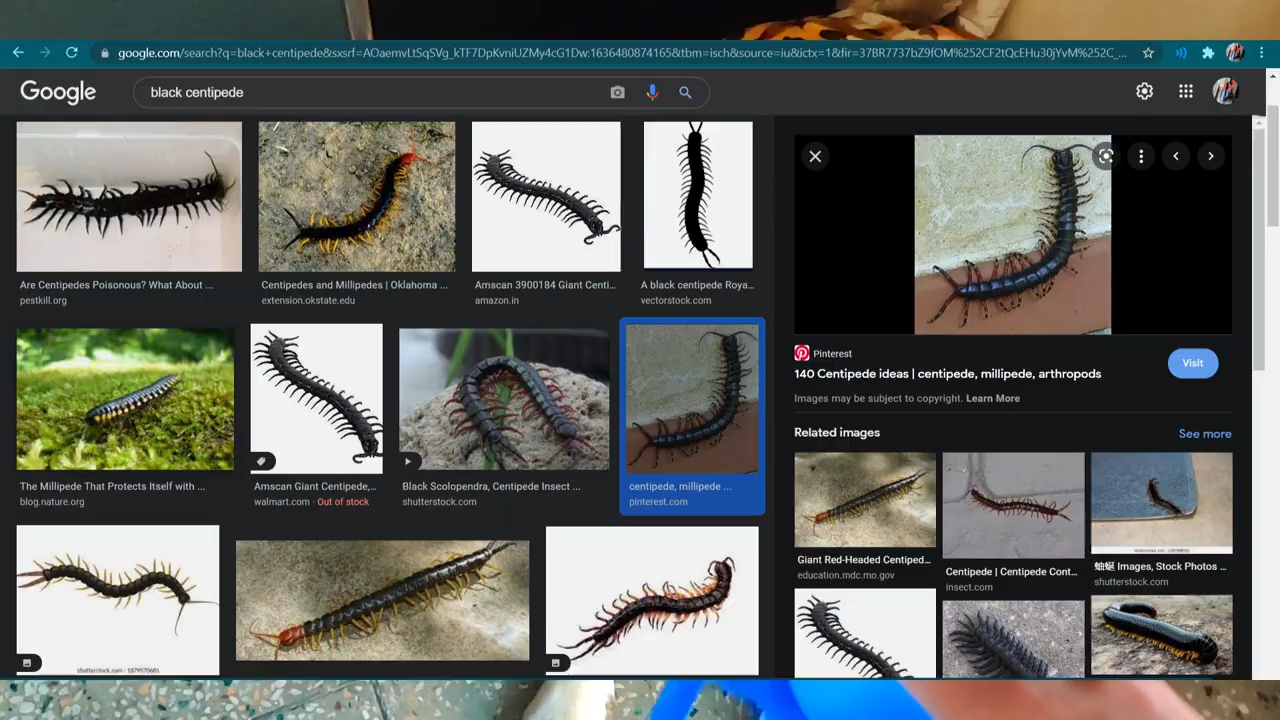 google.com/search?q=black+centipede&sxsrf=AOaemvLtSqSVg_kTF7DpKvniUZMy4cG1Dw:1636480874165&tbm=isch&source=iu&ictx=1&fir=37BR7737bZ9fOM%252CF2tQcEHu30jYvM%252C_...
Google
black centipede
Are Centipedes Poisonous? What About ...
pestkill.org
Centipedes and Millipedes | Oklahoma ...
extension.okstate.edu
Amscan 3900184 Giant Centi...
amazon.in
A black centipede Roya...
vectorstock.com
The Millipede That Protects Itself with ...
blog.nature.org
Amscan Giant Centipede,...
walmart.com · Out of stock
Black Scolopendra, Centipede Insect ...
shutterstock.com
centipede, millipede ...
pinterest.com
shutterstock.com · 1879570681
Pinterest
Visit
140 Centipede ideas | centipede, millipede, arthropods
Images may be subject to copyright. Learn More
Related images
See more
Giant Red-Headed Centiped...
education.mdc.mo.gov
Centipede | Centipede Cont...
insect.com
蚰蜒 Images, Stock Photos ...
shutterstock.com